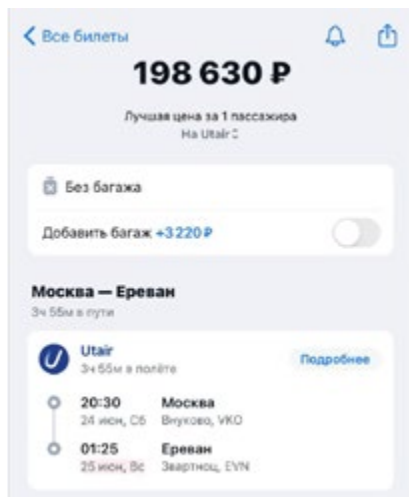 Все билеты
198 630 ₽
Лучшая цена за 1 пассажира
На Utair
Без багажа
Добавить багаж +3 220 ₽
Москва — Ереван
3ч 55м в пути
Utair
3ч 55м в полёте
Подробнее
20:30 Москва
24 июн, Сб Внуково, VKO
01:25 Ереван
25 июн, Вс Звартноц, EVN